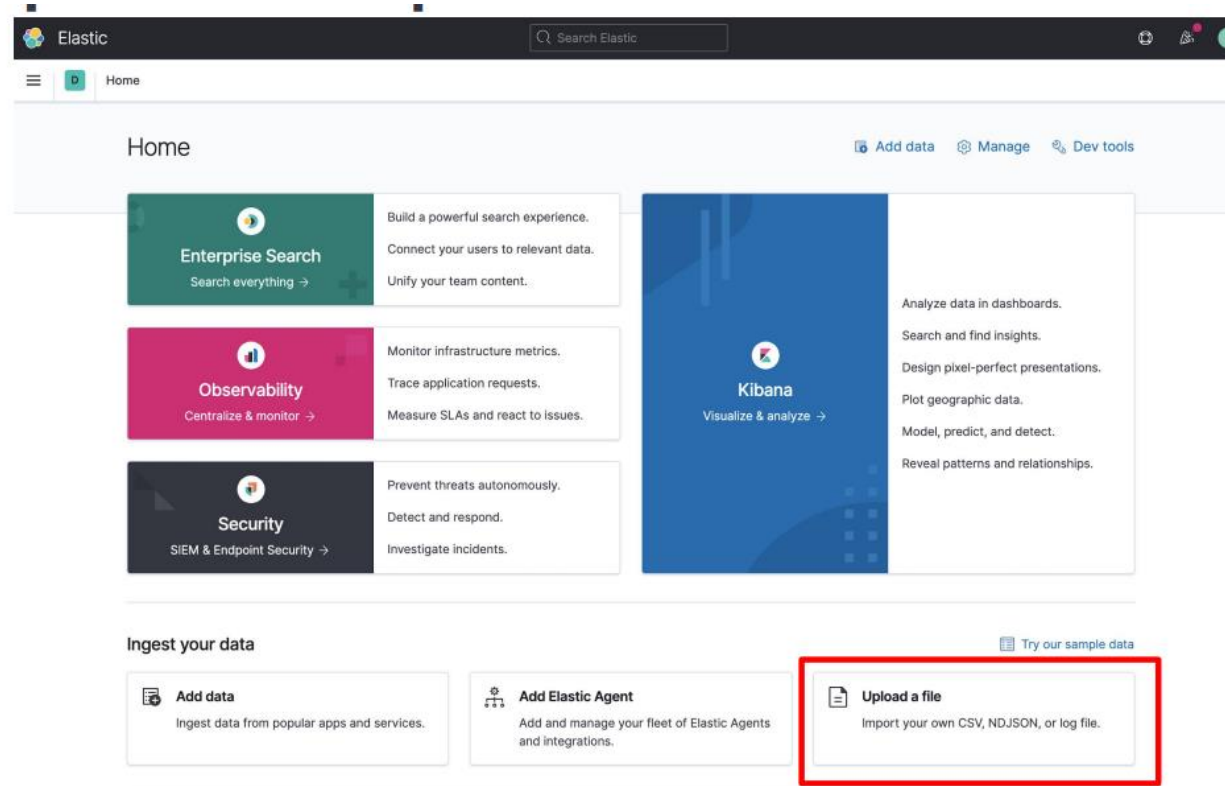 Elastic
Search Elastic
D
Home
Home
Add data
Manage
Dev tools
Enterprise Search
Search everything →
Build a powerful search experience.
Connect your users to relevant data.
Unify your team content.
Observability
Centralize & monitor →
Monitor infrastructure metrics.
Trace application requests.
Measure SLAs and react to issues.
Security
SIEM & Endpoint Security →
Prevent threats autonomously.
Detect and respond.
Investigate incidents.
Kibana
Visualize & analyze →
Analyze data in dashboards.
Search and find insights.
Design pixel-perfect presentations.
Plot geographic data.
Model, predict, and detect.
Reveal patterns and relationships.
Ingest your data
Try our sample data
Add data
Ingest data from popular apps and services.
Add Elastic Agent
Add and manage your fleet of Elastic Agents
and integrations.
Upload a file
Import your own CSV, NDJSON, or log file.